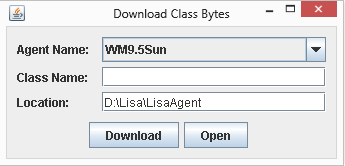 Download Class Bytes
Agent Name: WM9.5Sun
Class Name:
Location: D:\Lisa\LisaAgent
Download Open